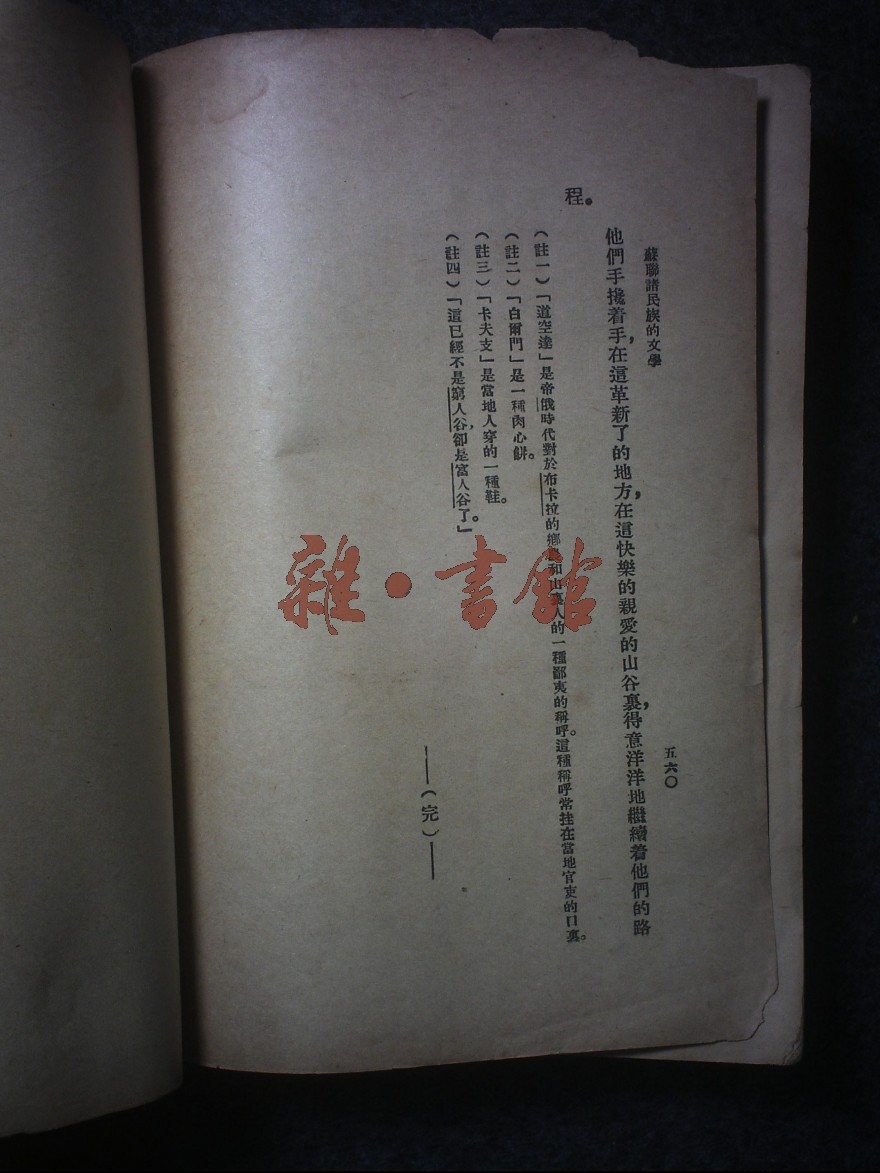 蘇聯諸民族的文學
五六〇
他們手攙着手，在這革新了的地方，在這快樂的親愛的山谷裏，得意洋洋地繼續着他們的路
程。
（註一）「道空達」是帝俄時代對於布卡拉的鄉農和山裏人的一種鄙夷的稱呼。這種稱呼常挂在當地官吏的口裏。
（註二）「白爾門」是一種肉心餅。
（註三）「卡夫支」是當地人穿的一種鞋。
（註四）「這已經不是窮人谷，卻是富人谷了。」
——（完）——
雜·書館